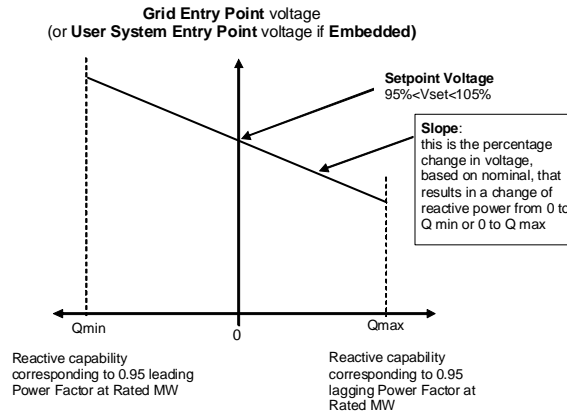 Grid Entry Point voltage
(or User System Entry Point voltage if Embedded)
Setpoint Voltage
95%<Vset<105%
Slope:
this is the percentage
change in voltage,
based on nominal, that
results in a change of
reactive power from 0 to
Q min or 0 to Q max
Qmin
0
Qmax
Reactive capability
corresponding to 0.95 leading
Power Factor at Rated MW
Reactive capability
corresponding to 0.95
lagging Power Factor at
Rated MW